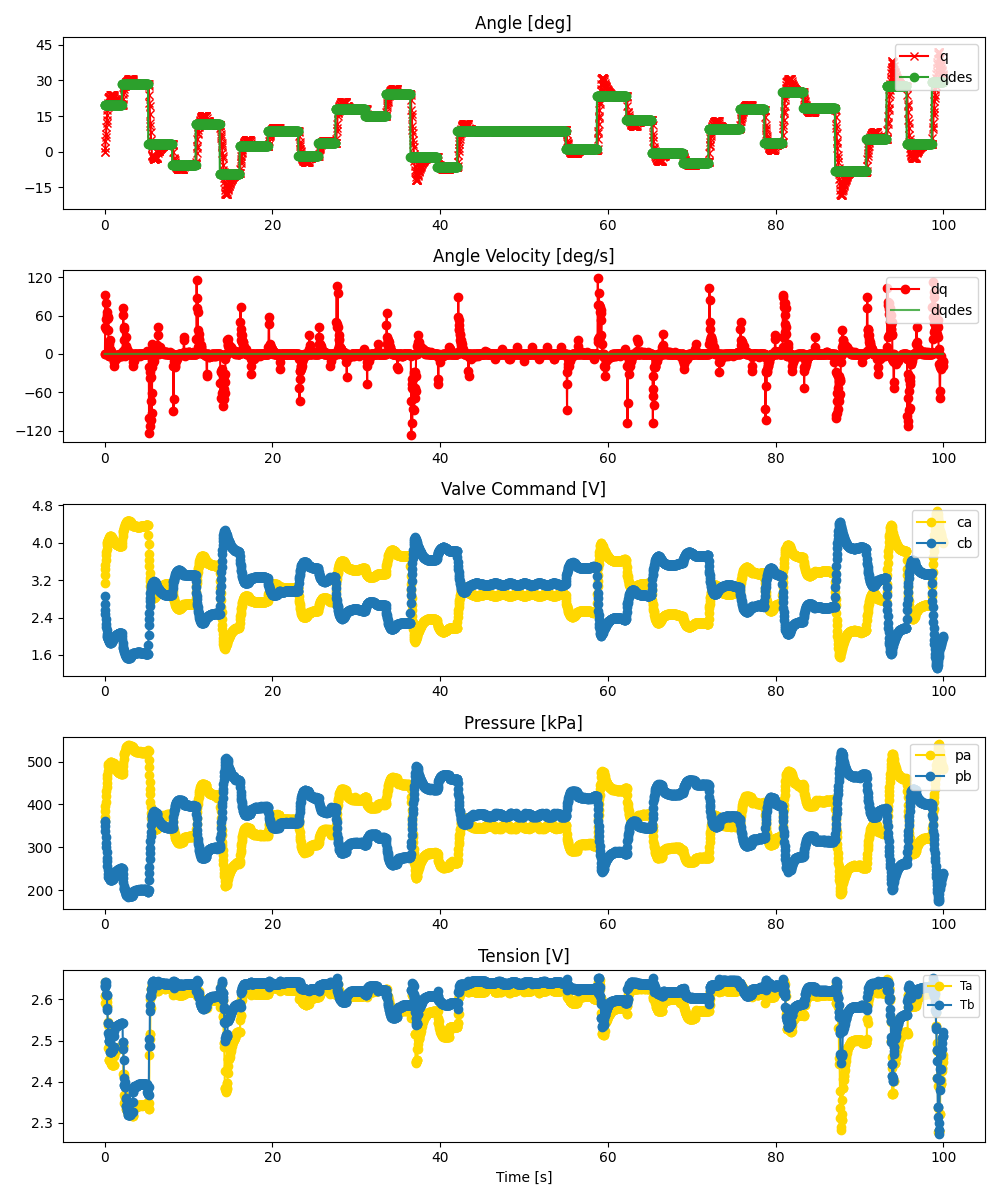 Angle [deg]
45
30
15
0
−15
q
qdes
0 20 40 60 80 100
Angle Velocity [deg/s]
120
60
0
−60
−120
dq
dqdes
0 20 40 60 80 100
Valve Command [V]
4.8
4.0
3.2
2.4
1.6
ca
cb
0 20 40 60 80 100
Pressure [kPa]
500
400
300
200
pa
pb
0 20 40 60 80 100
Tension [V]
2.6
2.5
2.4
2.3
Ta
Tb
0 20 40 60 80 100
Time [s]